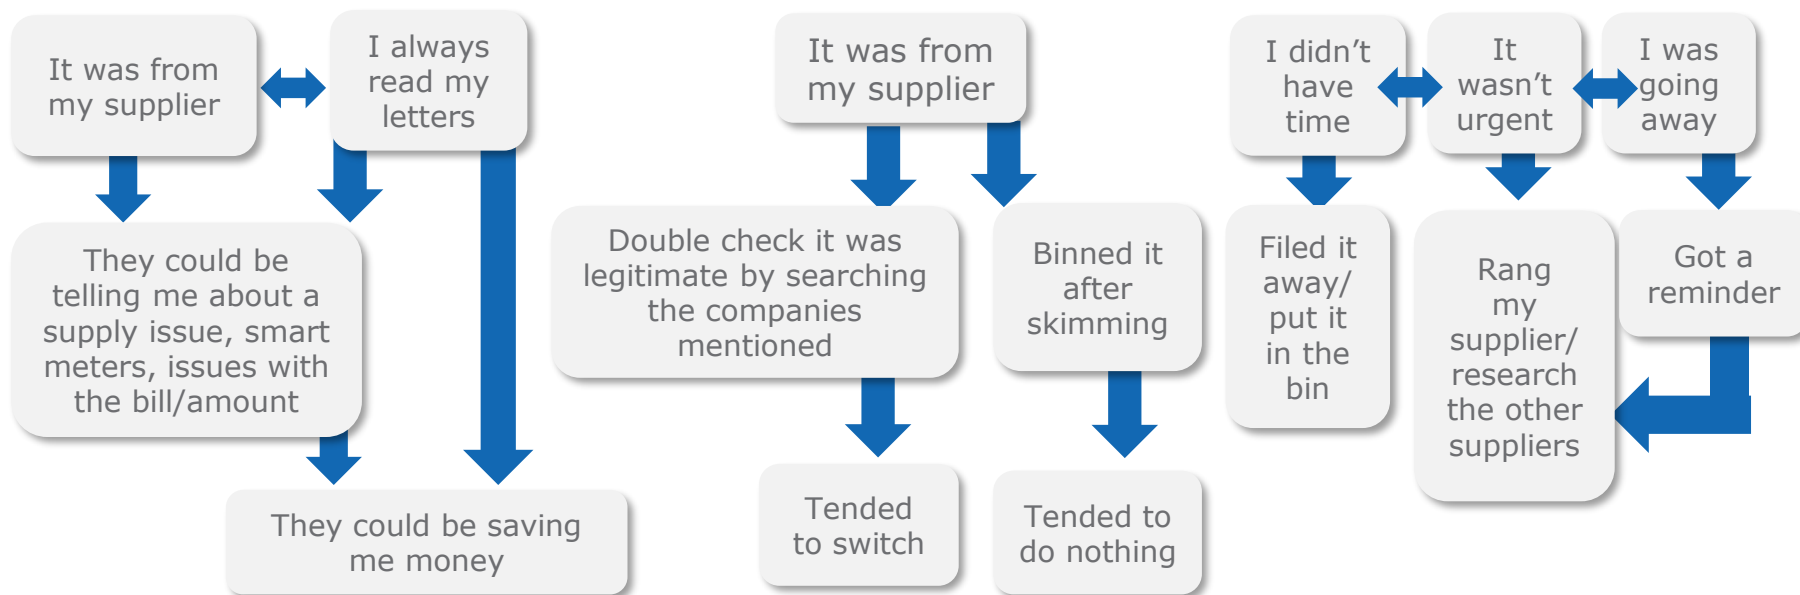 It was from
my supplier
I always
read my
letters
They could be
telling me about a
supply issue, smart
meters, issues with
the bill/amount
They could be saving
me money
It was from
my supplier
Double check it was
legitimate by searching
the companies
mentioned
Binned it
after
skimming
Tended
to switch
Tended to
do nothing
I didn’t
have
time
It
wasn’t
urgent
I was
going
away
Filed it
away/
put it
in the
bin
Rang
my
supplier/
research
the other
suppliers
Got a
reminder